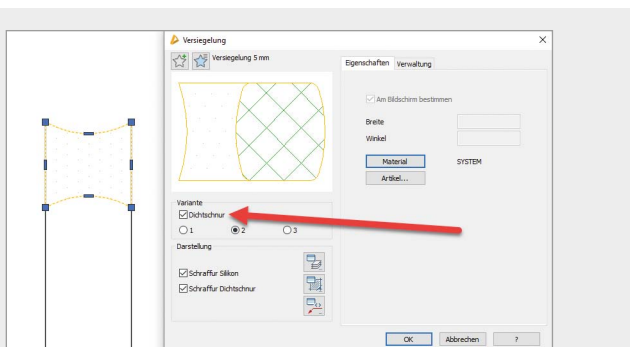 Versiegelung
Versiegelung 5 mm
Eigenschaften Verwaltung
Am Bildschirm bestimmen
Breite
Winkel
Material SYSTEM
Artikel...
Variante
Dichtschnur
1 2 3
Darstellung
Schraffur Silikon
Schraffur Dichtschnur
OK Abbrechen ?